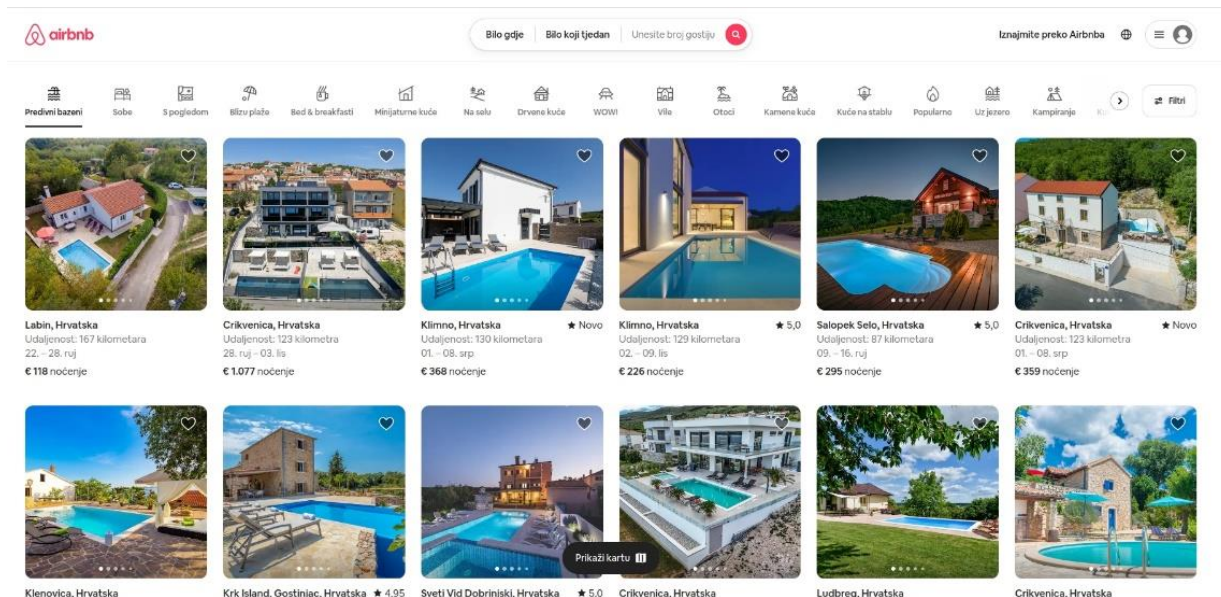 airbnb
Bilo gdje Bilo koji tjedan Unesite broj gostiju
Iznajmite preko Airbnba
Predivni bazeni Sobe S pogledom Blizu plaže Bed & breakfasti Minijaturne kuće Na selu Drvene kuće WOW! Vile Otoci Kamene kuće Kuće na stablu Popularno Uz jezero Kampiranje
Filtri
Labin, Hrvatska
Udaljenost: 167 kilometara
22. – 28. ruj
€ 118 noćenje
Crikvenica, Hrvatska
Udaljenost: 123 kilometra
28. ruj – 03. lis
€ 1.077 noćenje
Klimno, Hrvatska ★ Novo
Udaljenost: 130 kilometara
01. – 08. srp
€ 368 noćenje
Klimno, Hrvatska ★ 5,0
Udaljenost: 129 kilometara
02. – 09. lis
€ 226 noćenje
Salopek Selo, Hrvatska ★ 5,0
Udaljenost: 87 kilometara
09. – 16. ruj
€ 295 noćenje
Crikvenica, Hrvatska ★ Novo
Udaljenost: 123 kilometra
01. – 08. srp
€ 359 noćenje
Prikaži kartu
Klenovica, Hrvatska
Krk Island, Gostinjac, Hrvatska ★ 4,95
Sveti Vid Dobrinjski, Hrvatska ★ 5,0
Crikvenica, Hrvatska
Ludbreg, Hrvatska
Crikvenica, Hrvatska